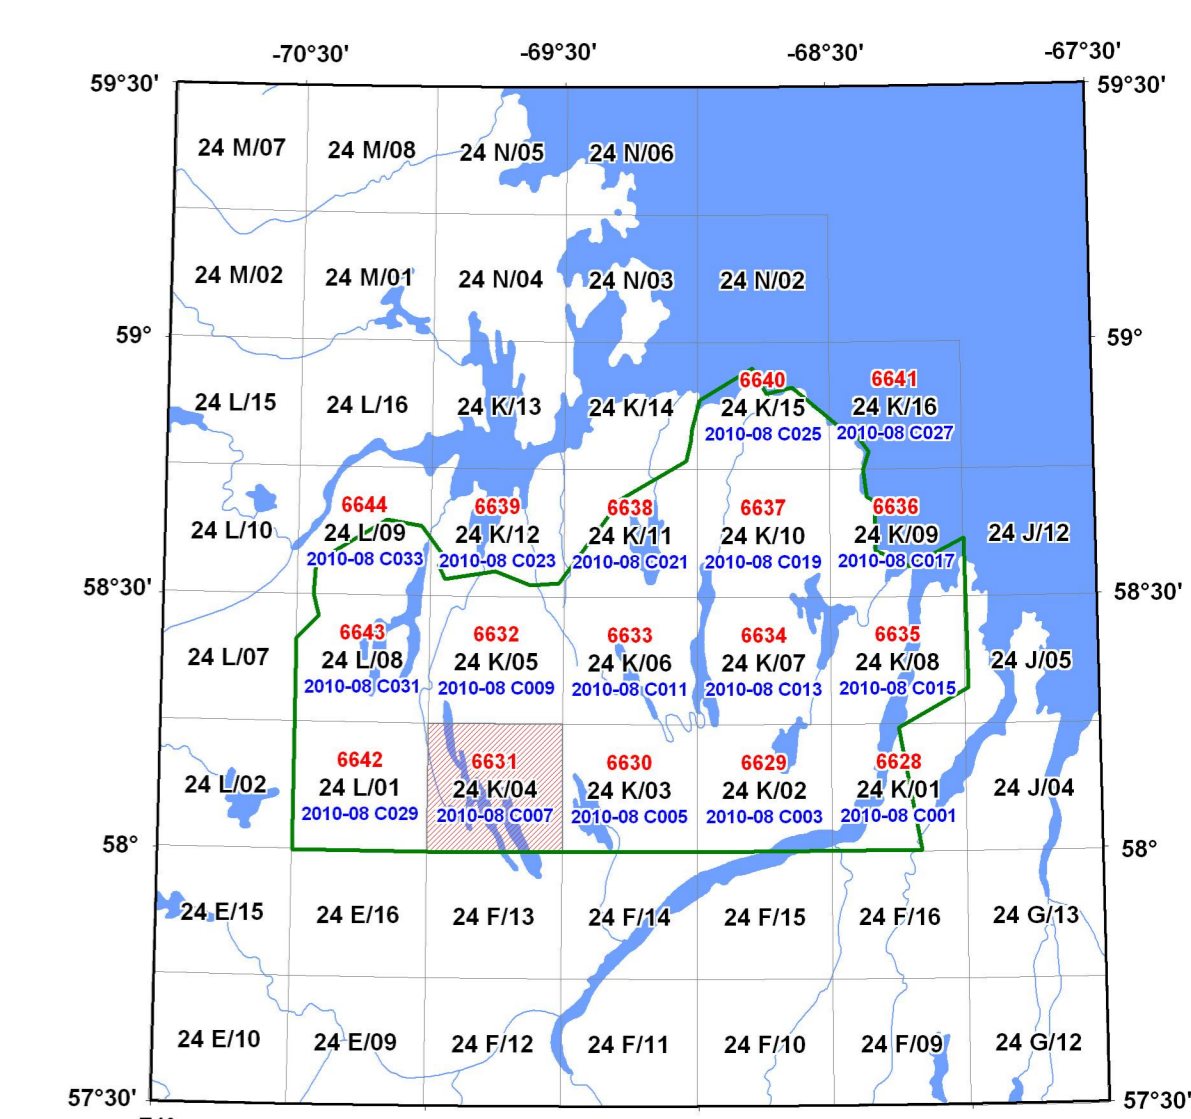 -70°30'
-69°30'
-68°30'
-67°30'
59°30'
59°30'
24 M/07
24 M/08
24 N/05
24 N/06
24 M/02
24 M/01
24 N/04
24 N/03
24 N/02
59°
59°
6640
6641
24 L/15
24 L/16
24 K/13
24 K/14
24 K/15
24 K/16
2010-08 C025
2010-08 C027
6644
6639
6638
6637
6636
24 L/10
24 L/09
24 K/12
24 K/11
24 K/10
24 K/09
24 J/12
2010-08 C033
2010-08 C023
2010-08 C021
2010-08 C019
2010-08 C017
58°30'
58°30'
6643
6632
6633
6634
6635
24 L/07
24 L/08
24 K/05
24 K/06
24 K/07
24 K/08
24 J/05
2010-08 C031
2010-08 C009
2010-08 C011
2010-08 C013
2010-08 C015
6642
6631
6630
6629
6628
24 L/02
24 L/01
24 K/04
24 K/03
24 K/02
24 K/01
24 J/04
2010-08 C029
2010-08 C007
2010-08 C005
2010-08 C003
2010-08 C001
58°
58°
24 E/15
24 E/16
24 F/13
24 F/14
24 F/15
24 F/16
24 G/13
24 E/10
24 E/09
24 F/12
24 F/11
24 F/10
24 F/09
24 G/12
57°30'
57°30'